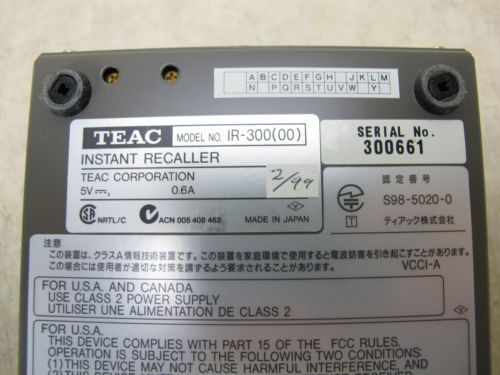 A B C D E F G H J K L M
N P Q R S T U V W Y
TEAC MODEL NO. IR-300(00)
INSTANT RECALLER
TEAC CORPORATION
5V⎓ 0.6A
2/99
NRTL/C
ACN 005 408 462
MADE IN JAPAN
SERIAL No.
300661
認定番号
S98-5020-0
T ティアック株式会社
注意
この装置は、クラスA情報技術装置です。この装置を家庭環境で使用すると電波妨害を引き起こすことがあります。
この場合には使用者が適切な対策を講ずるよう要求されることがあります。 VCCI-A
FOR U.S.A. AND CANADA
USE CLASS 2 POWER SUPPLY
UTILISER UNE ALIMENTATION DE CLASS 2
FOR U.S.A.
THIS DEVICE COMPLIES WITH PART 15 OF THE FCC RULES.
OPERATION IS SUBJECT TO THE FOLLOWING TWO CONDITIONS:
(1) THIS DEVICE MAY NOT CAUSE HARMFUL INTERFERENCE, AND
(2) THIS DEVICE